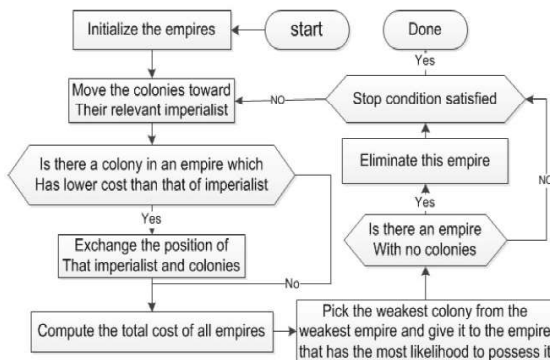 start
Initialize the empires
Move the colonies toward
Their relevant imperialist
Is there a colony in an empire which
Has lower cost than that of imperialist
Yes
No
Exchange the position of
That imperialist and colonies
Compute the total cost of all empires
Pick the weakest colony from the
weakest empire and give it to the empire
that has the most likelihood to possess it
Is there an empire
With no colonies
Yes
NO
Eliminate this empire
Stop condition satisfied
NO
Yes
Done